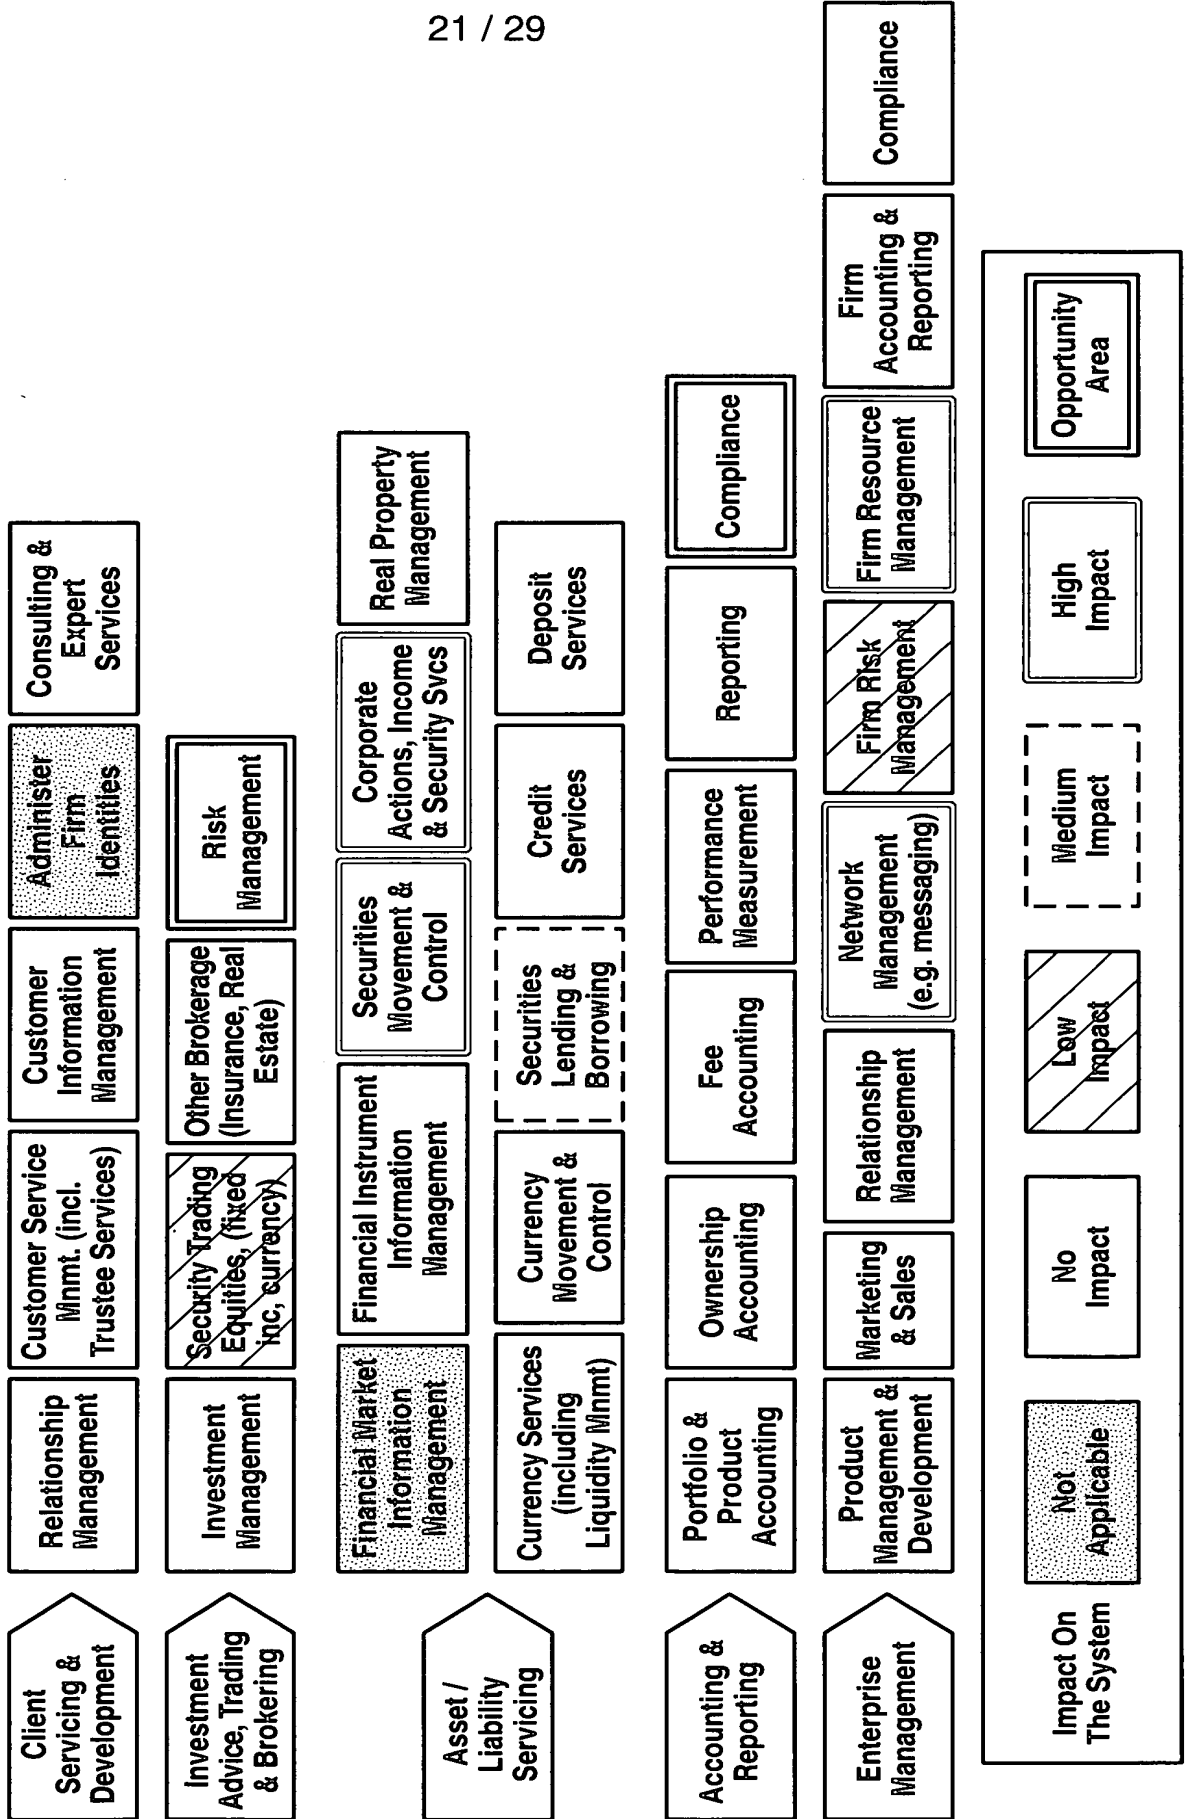 21 / 29
Client
Servicing &
Development
Relationship
Management
Customer Service
Mnmt. (incl.
Trustee Services)
Customer
Information
Management
Administer
Firm
Identities
Consulting &
Expert
Services
Investment
Advice, Trading
& Brokering
Investment
Management
Security Trading
Equities, (fixed
inc, currency)
Other Brokerage
(Insurance, Real
Estate)
Risk
Management
Asset /
Liability
Servicing
Financial Market
Information
Management
Financial Instrument
Information
Management
Securities
Movement &
Control
Corporate
Actions, Income
& Security Svcs
Real Property
Management
Currency Services
(including
Liquidity Mnmt)
Currency
Movement &
Control
Securities
Lending &
Borrowing
Credit
Services
Deposit
Services
Accounting &
Reporting
Portfolio &
Product
Accounting
Ownership
Accounting
Fee
Accounting
Performance
Measurement
Reporting
Compliance
Enterprise
Management
Product
Management &
Development
Marketing
& Sales
Relationship
Management
Network
Management
(e.g. messaging)
Firm Risk
Management
Firm Resource
Management
Firm
Accounting &
Reporting
Compliance
Impact On
The System
Not
Applicable
No
Impact
Low
Impact
Medium
Impact
High
Impact
Opportunity
Area